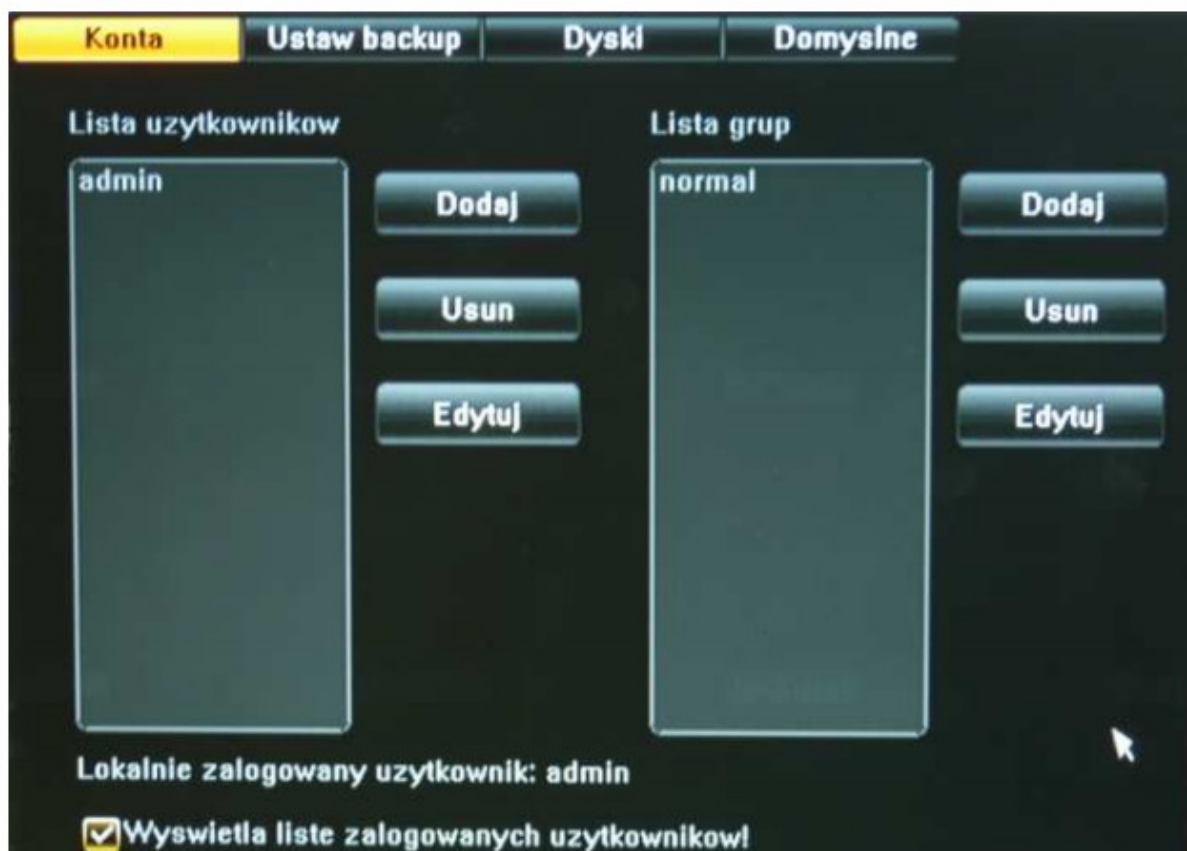 Konta Ustaw backup Dyski Domyslne
Lista uzytkownikow Lista grup
admin normal
Dodaj Dodaj
Usun Usun
Edytuj Edytuj
Lokalnie zalogowany uzytkownik: admin
Wyswietla liste zalogowanych uzytkownikow!